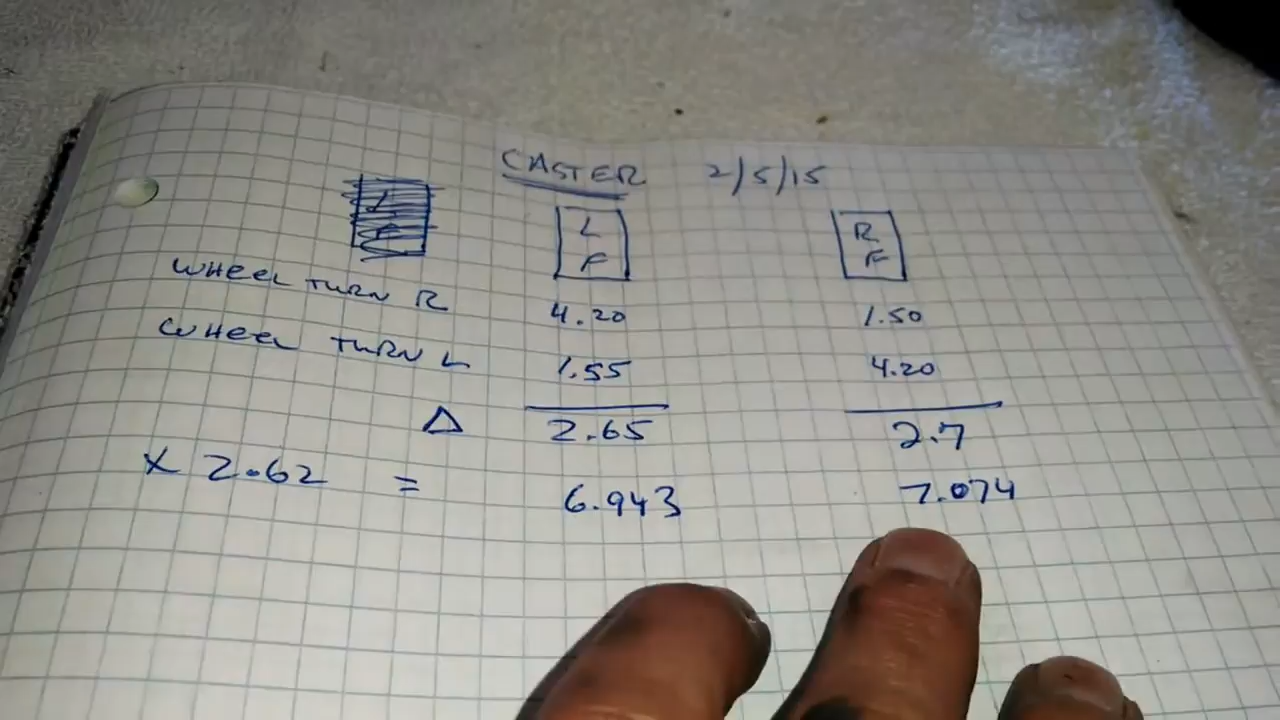 CASTER 2/5/15
L F R F
WHEEL TURN R 4.20 1.50
WHEEL TURN L 1.55 4.20
Δ 2.65 2.7
x 2.62 = 6.943 7.074